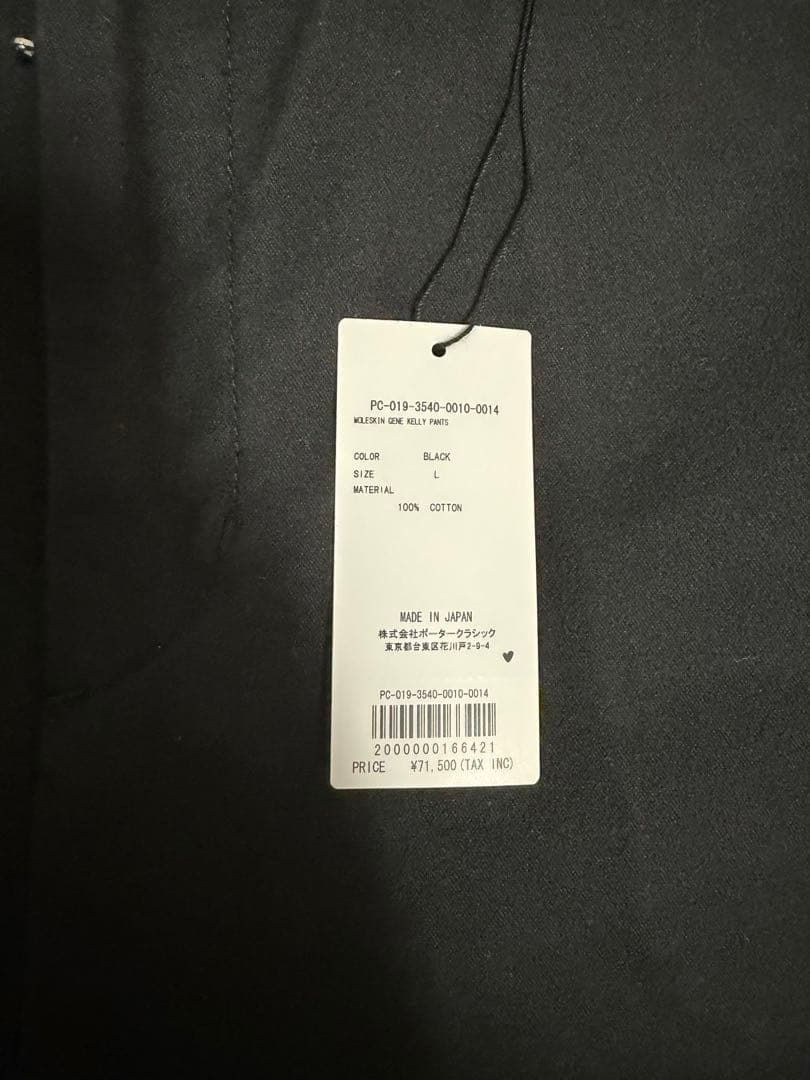 PC-019-3540-0010-0014
MOLESKIN GENE KELLY PANTS
COLOR BLACK
SIZE L
MATERIAL
100% COTTON
MADE IN JAPAN
株式会社ポータークラシック
東京都台東区花川戸2-9-4
PC-019-3540-0010-0014
2000000166421
PRICE ¥71,500(TAX INC)